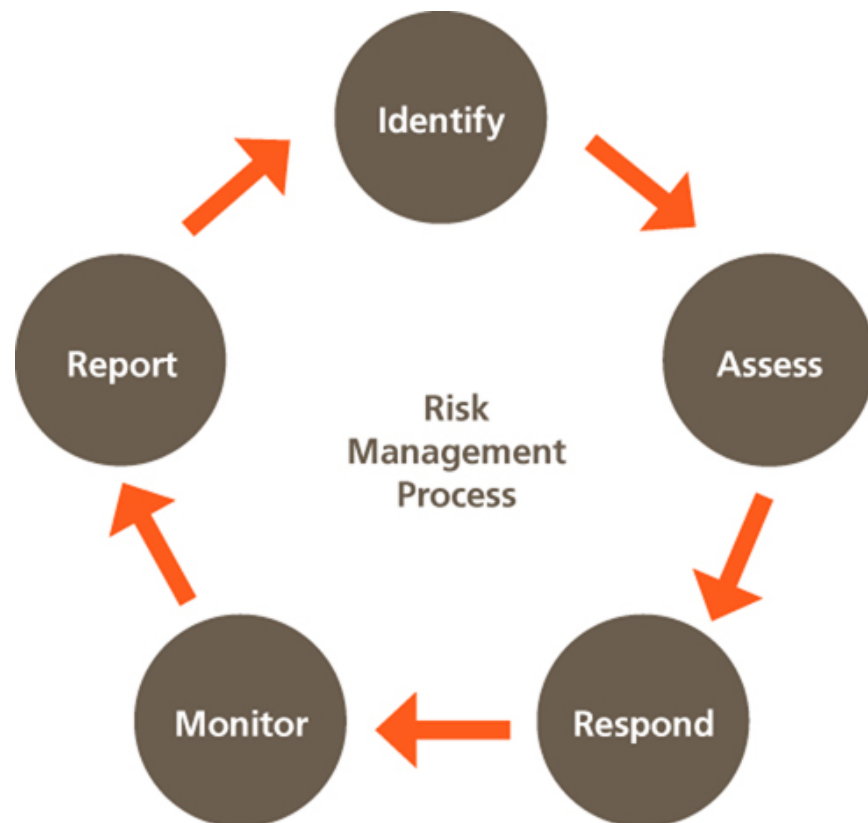 Identify
Assess
Respond
Monitor
Report
Risk
Management
Process